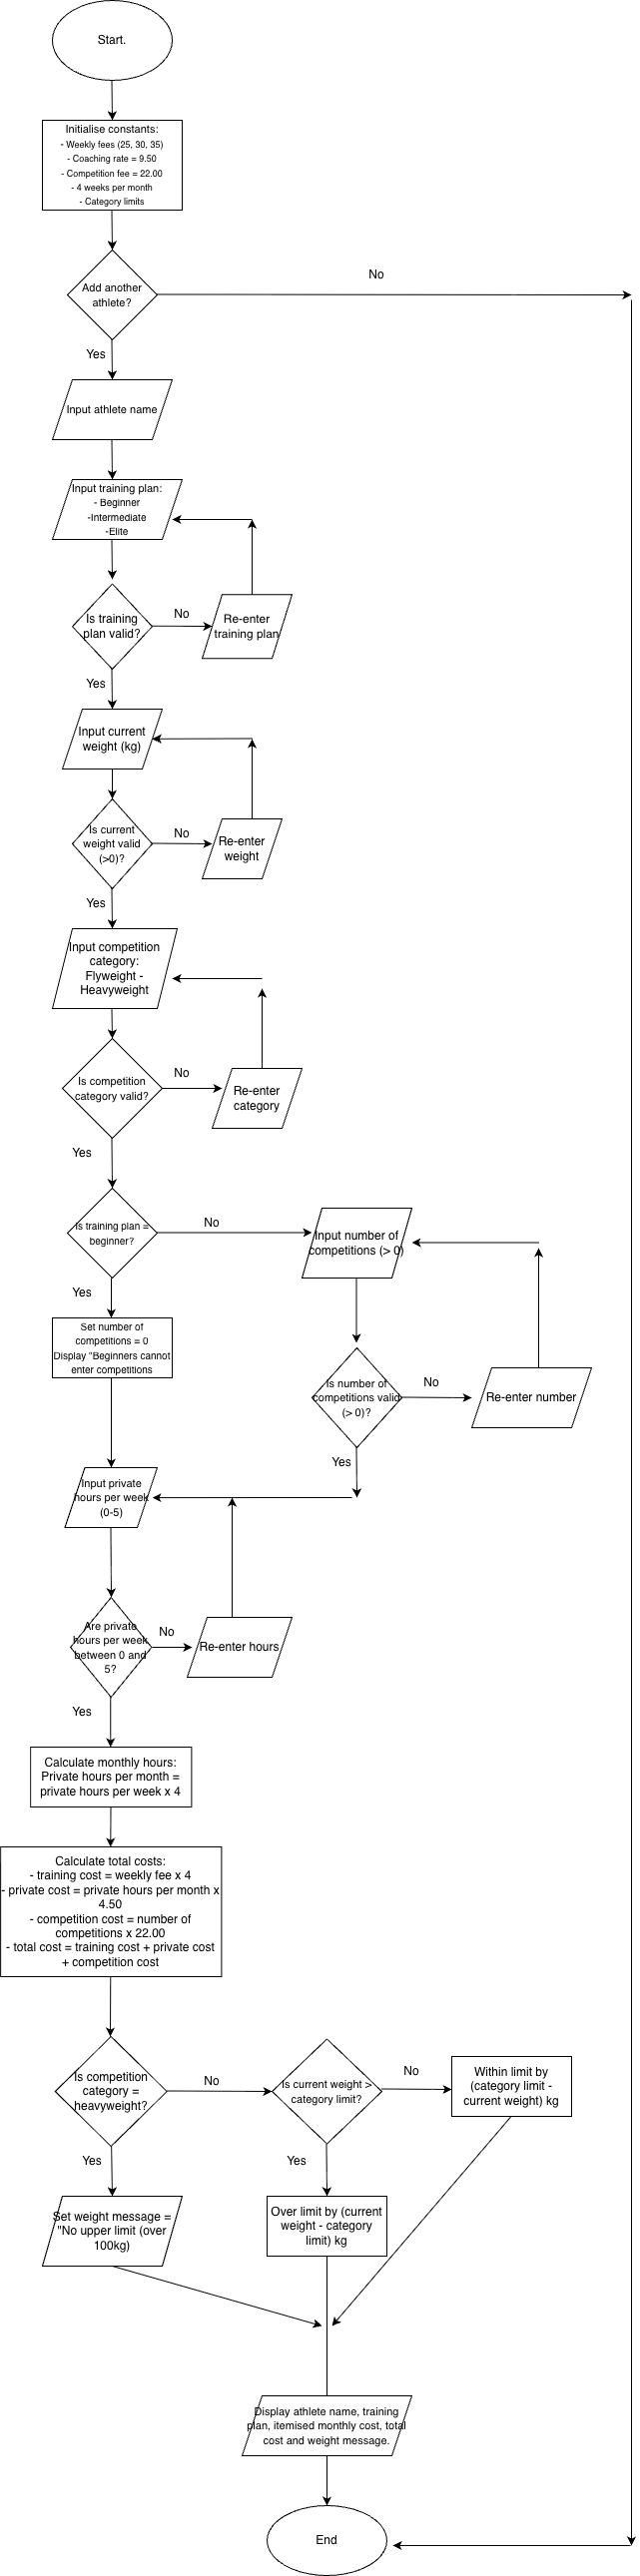 Start.
Initialise constants:
- Weekly fees (25, 30, 35)
- Coaching rate = 9.50
- Competition fee = 22.00
- 4 weeks per month
- Category limits
No
Add another
athlete?
Yes
Input athlete name
Input training plan:
- Beginner
-Intermediate
-Elite
Is training
plan valid?
No
Re-enter
training plan
Yes
Input current
weight (kg)
Is current
weight valid
(>0)?
No
Re-enter
weight
Yes
Input competition
category:
Flyweight -
Heavyweight
Is competition
category valid?
No
Re-enter
category
Yes
Is training plan =
beginner?
No
Input number of
competitions (> 0)
Yes
Set number of
competitions = 0
Display "Beginners cannot
enter competitions
Is number of
competitions valid
(> 0)?
No
Re-enter number
Yes
Input private
hours per week
(0-5)
Are private
hours per week
between 0 and
5?
No
Re-enter hours
Yes
Calculate monthly hours:
Private hours per month =
private hours per week x 4
Calculate total costs:
- training cost = weekly fee x 4
- private cost = private hours per month x
4.50
- competition cost = number of
competitions x 22.00
- total cost = training cost + private cost
+ competition cost
Is competition
category =
heavyweight?
No
Is current weight >
category limit?
No
Within limit by
(category limit -
current weight) kg
Yes
Yes
Set weight message =
"No upper limit (over
100kg)
Over limit by (current
weight - category
limit) kg
Display athlete name, training
plan, itemised monthly cost, total
cost and weight message.
End